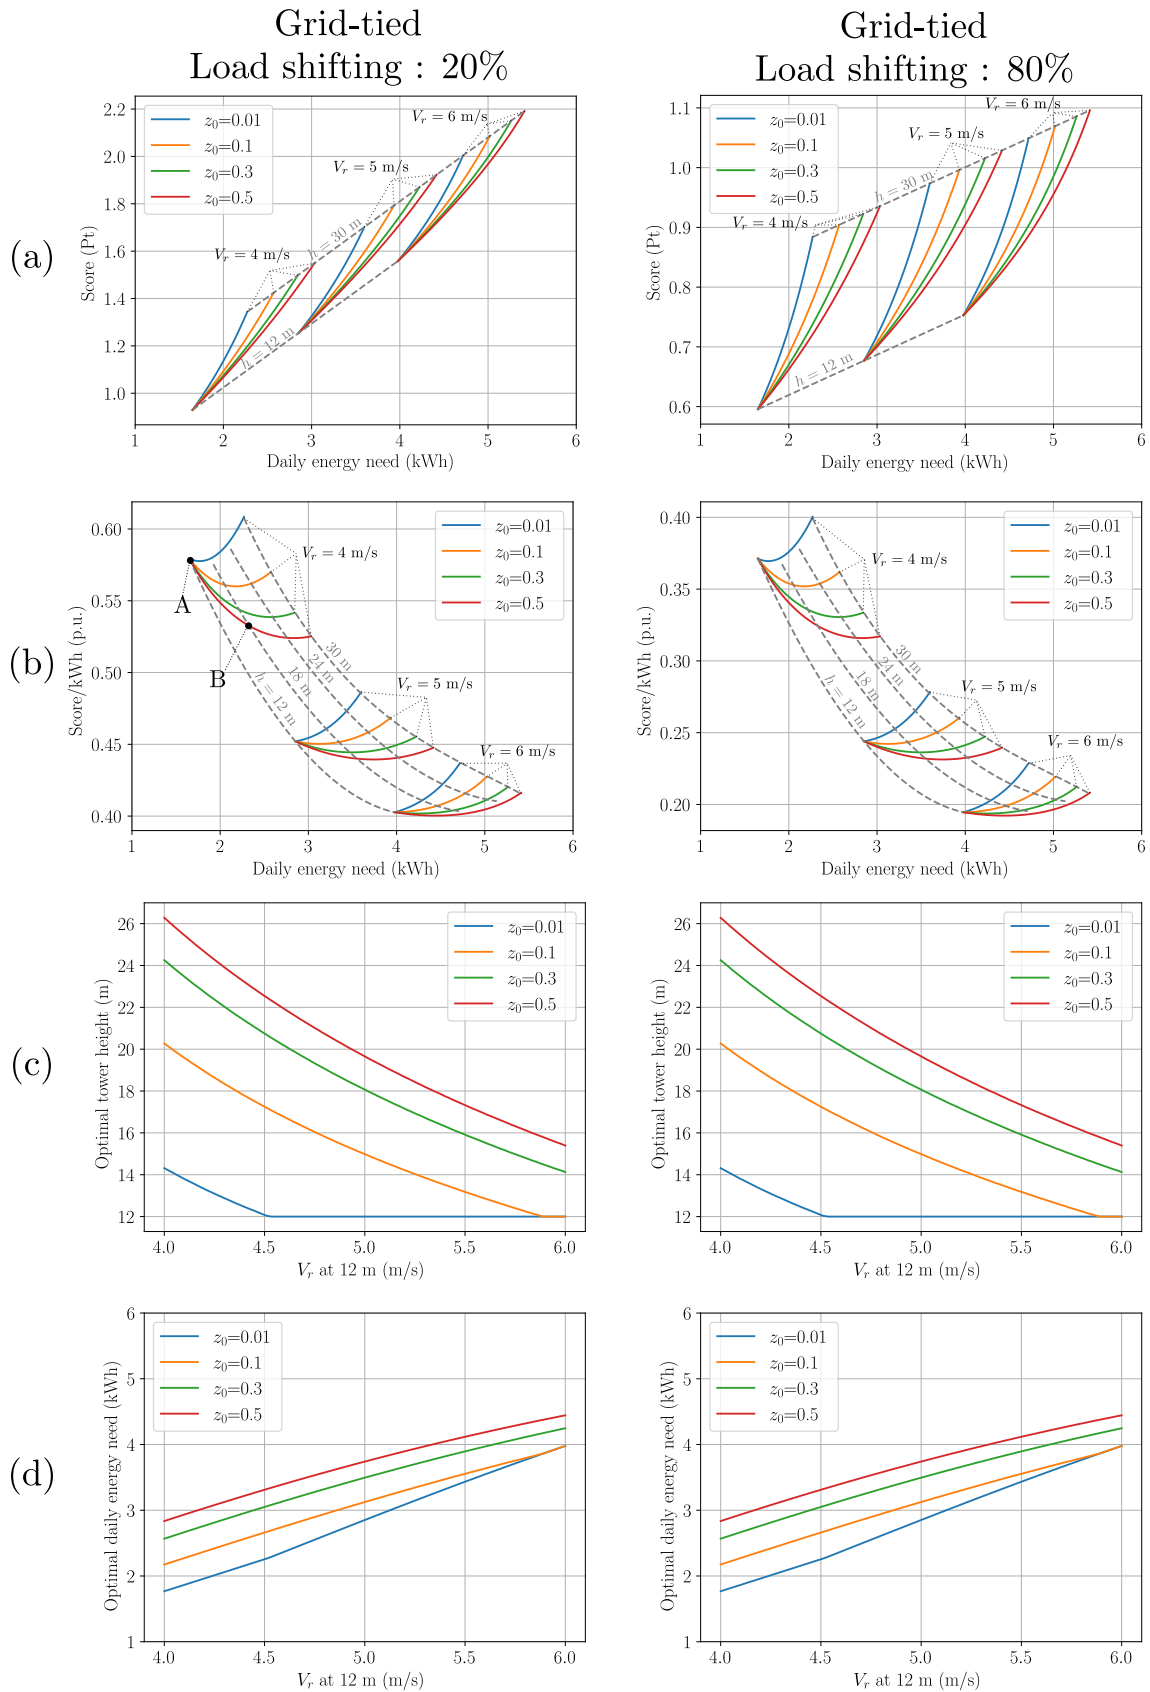 Grid-tied
Load shifting : 20%
Grid-tied
Load shifting : 80%
(a)
Score (Pt)
2.2
2.0
1.8
1.6
1.4
1.2
1.0
z₀=0.01
z₀=0.1
z₀=0.3
z₀=0.5
Vᵣ = 6 m/s
Vᵣ = 5 m/s
Vᵣ = 4 m/s
h = 30 m
h = 12 m
1 2 3 4 5 6
Daily energy need (kWh)
Score (Pt)
1.1
1.0
0.9
0.8
0.7
0.6
z₀=0.01
z₀=0.1
z₀=0.3
z₀=0.5
Vᵣ = 6 m/s
Vᵣ = 5 m/s
Vᵣ = 4 m/s
h = 30 m
h = 12 m
1 2 3 4 5 6
Daily energy need (kWh)
(b)
Score/kWh (p.u.)
0.60
0.55
0.50
0.45
0.40
z₀=0.01
z₀=0.1
z₀=0.3
z₀=0.5
Vᵣ = 4 m/s
A
B
30 m
24 m
18 m
h = 12 m
Vᵣ = 5 m/s
Vᵣ = 6 m/s
1 2 3 4 5 6
Daily energy need (kWh)
Score/kWh (p.u.)
0.40
0.35
0.30
0.25
0.20
z₀=0.01
z₀=0.1
z₀=0.3
z₀=0.5
Vᵣ = 4 m/s
30 m
24 m
18 m
h = 12 m
Vᵣ = 5 m/s
Vᵣ = 6 m/s
1 2 3 4 5 6
Daily energy need (kWh)
(c)
Optimal tower height (m)
26
24
22
20
18
16
14
12
z₀=0.01
z₀=0.1
z₀=0.3
z₀=0.5
4.0 4.5 5.0 5.5 6.0
Vᵣ at 12 m (m/s)
Optimal tower height (m)
26
24
22
20
18
16
14
12
z₀=0.01
z₀=0.1
z₀=0.3
z₀=0.5
4.0 4.5 5.0 5.5 6.0
Vᵣ at 12 m (m/s)
(d)
Optimal daily energy need (kWh)
6
5
4
3
2
1
z₀=0.01
z₀=0.1
z₀=0.3
z₀=0.5
4.0 4.5 5.0 5.5 6.0
Vᵣ at 12 m (m/s)
Optimal daily energy need (kWh)
6
5
4
3
2
1
z₀=0.01
z₀=0.1
z₀=0.3
z₀=0.5
4.0 4.5 5.0 5.5 6.0
Vᵣ at 12 m (m/s)